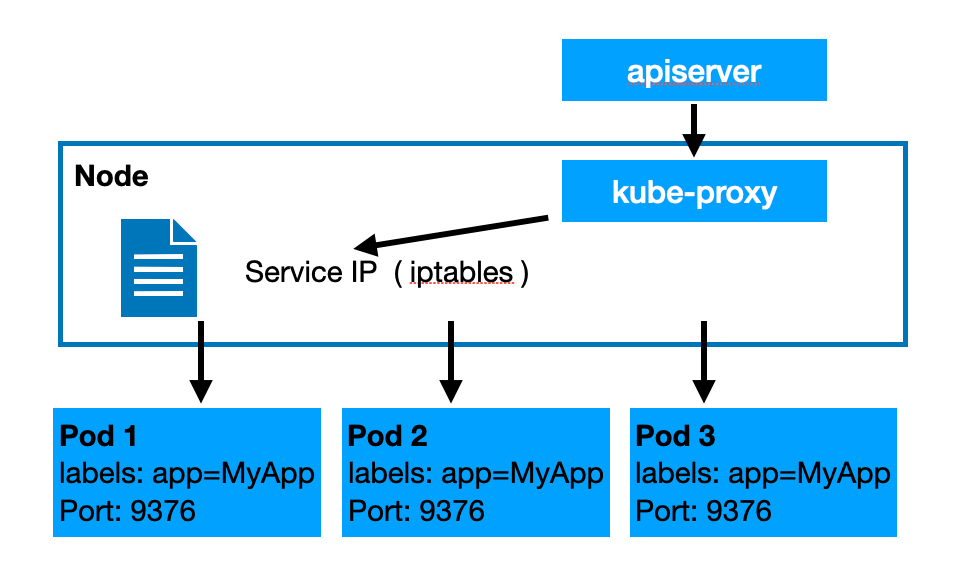 apiserver
Node
kube-proxy
Service IP （iptables）
Pod 1
labels: app=MyApp
Port: 9376
Pod 2
labels: app=MyApp
Port: 9376
Pod 3
labels: app=MyApp
Port: 9376